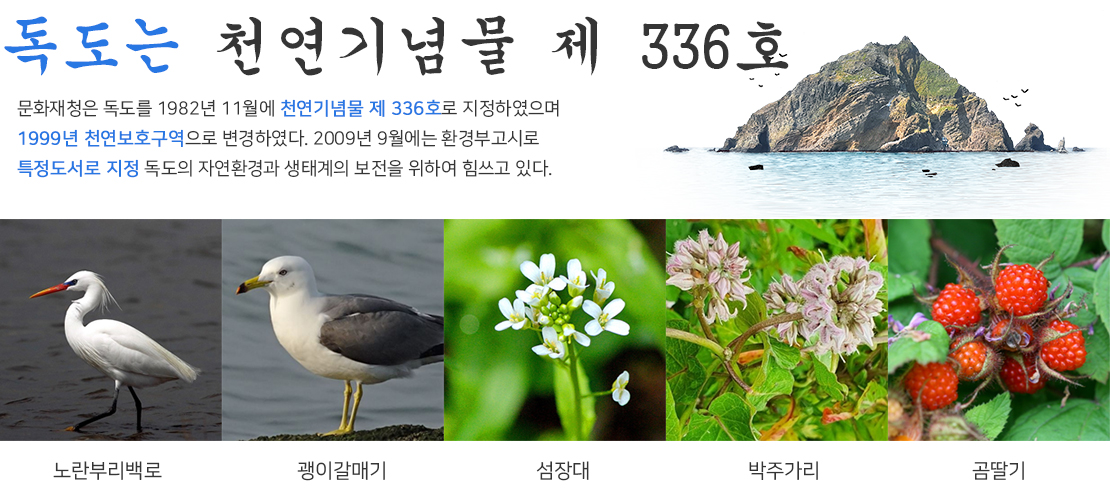 독도는 천연기념물 제 336호
문화재청은 독도를 1982년 11월에 천연기념물 제 336호로 지정하였으며
1999년 천연보호구역으로 변경하였다. 2009년 9월에는 환경부고시로
특정도서로 지정 독도의 자연환경과 생태계의 보전을 위하여 힘쓰고 있다.
노란부리백로
괭이갈매기
섬장대
박주가리
곰딸기